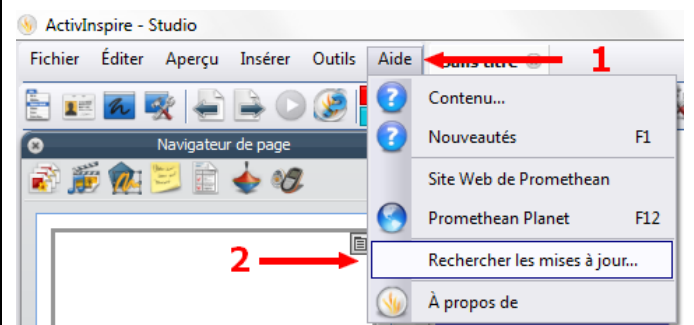 ActivInspire - Studio
Fichier Éditer Aperçu Insérer Outils Aide Sans titre 1
Contenu...
Navigateur de page Nouveautés F1
Site Web de Promethean
Promethean Planet F12
2 Rechercher les mises à jour...
À propos de